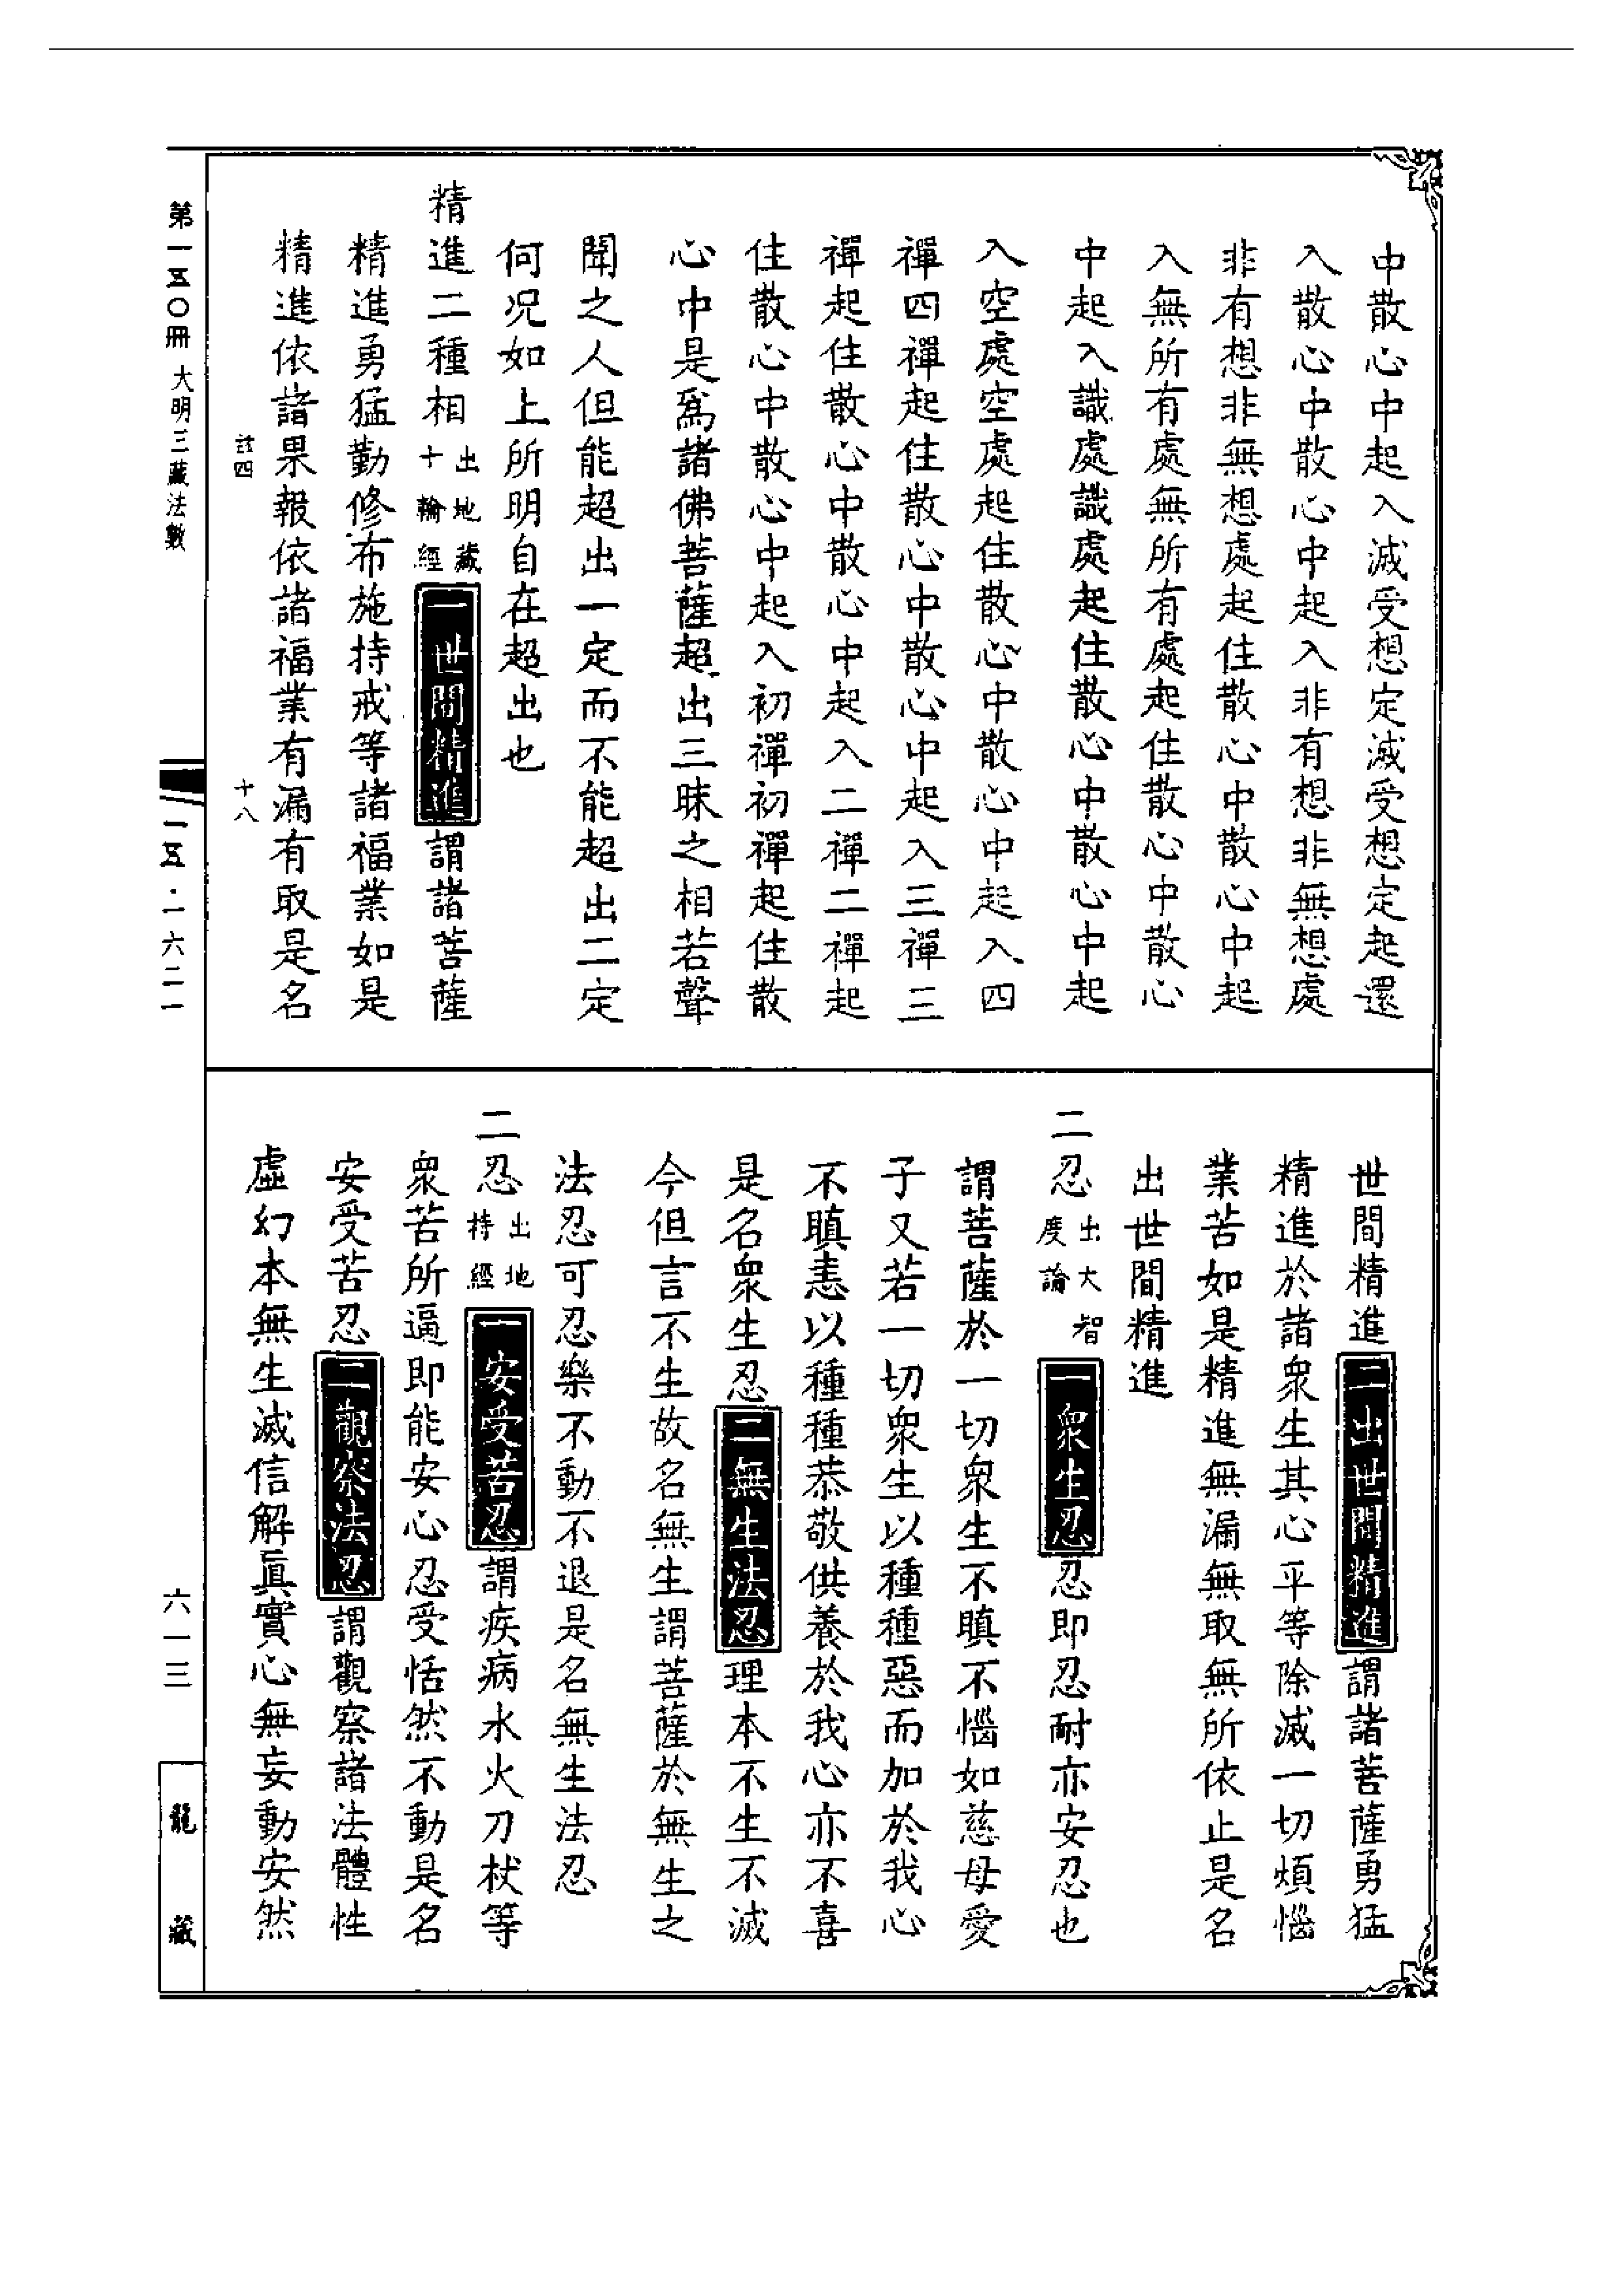 中散心中起入滅受想定滅受想定起還
入散心中散心中起入非有想非無想處
非有想非無想處起住散心中散心中起
入無所有處無所有處起住散心中散心
中起入識處識處起住散心中散心中起
入空處空處起住散心中散心中起入四
禪四禪起住散心中散心中起入三禪三
禪起住散心中散心中起入二禪二禪起
住散心中散心中起入初禪初禪起住散
心中是爲諸佛菩薩超出三昧之相若聲
聞之人但能超出一定而不能超出二定
何况如上所明自在超出也
精進二種相出地藏十輪經一世間精進謂諸菩薩
精進勇猛勤修布施持戒等諸福業如是
精進依諸果報依諸福業有漏有取是名
世間精進二出世間精進謂諸菩薩勇猛
精進於諸衆生其心平等除滅一切煩惱
業苦如是精進無漏無取無所依止是名
出世間精進
二忍出大智度論一衆生忍忍即忍耐亦安忍也
謂菩薩於一切衆生不瞋不惱如慈母愛
子又若一切衆生以種種惡而加於我心
不瞋恚以種種恭敬供養於我心亦不喜
是名衆生忍二無生法忍理本不生不滅
今但言不生故名無生謂菩薩於無生之
法忍可忍樂不動不退是名無生法忍
二忍出地持經一安受苦忍謂疾病水火刀杖等
衆苦所逼即能安心忍受恬然不動是名
安受苦忍二觀察法忍謂觀察諸法體性
虛幻本無生滅信解眞實心無妄動安然
四
十八
第一五〇冊 大明三藏法數
一五·一六二一
六一三
龍藏